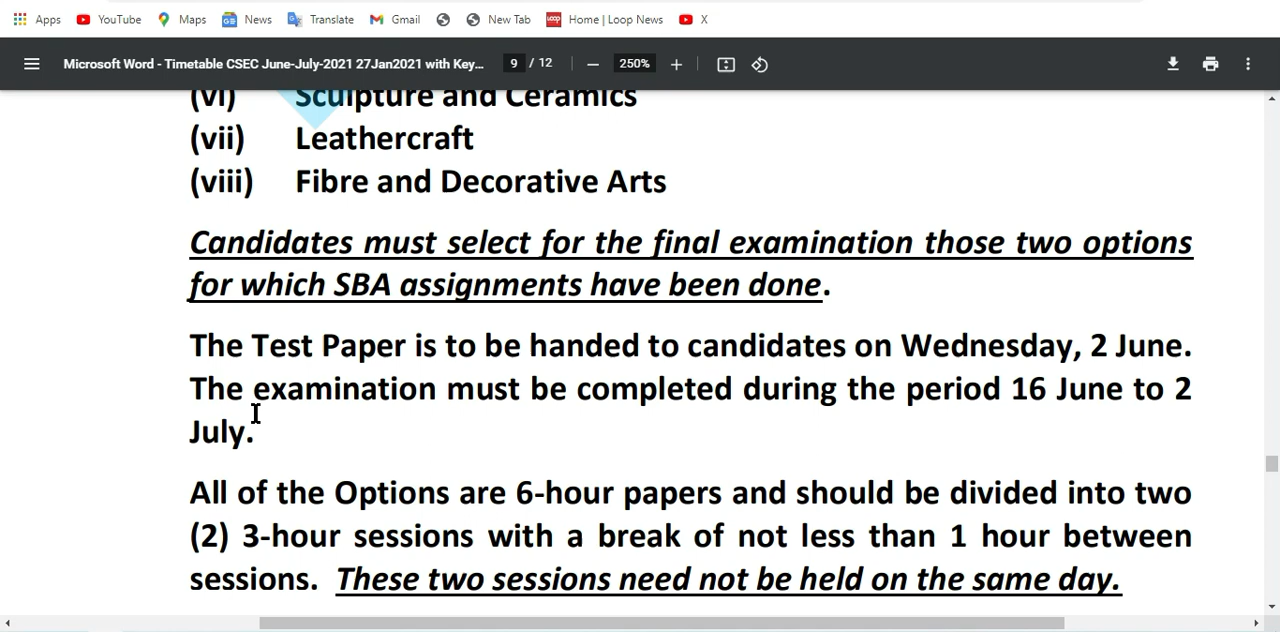 Apps YouTube Maps News Translate Gmail New Tab Home | Loop News X
Microsoft Word - Timetable CSEC June-July-2021 27Jan2021 with Key... 9 / 12 — 250% +
(vi) Sculpture and Ceramics
(vii) Leathercraft
(viii) Fibre and Decorative Arts
Candidates must select for the final examination those two options
for which SBA assignments have been done.
The Test Paper is to be handed to candidates on Wednesday, 2 June.
The examination must be completed during the period 16 June to 2
July.
All of the Options are 6-hour papers and should be divided into two
(2) 3-hour sessions with a break of not less than 1 hour between
sessions. These two sessions need not be held on the same day.